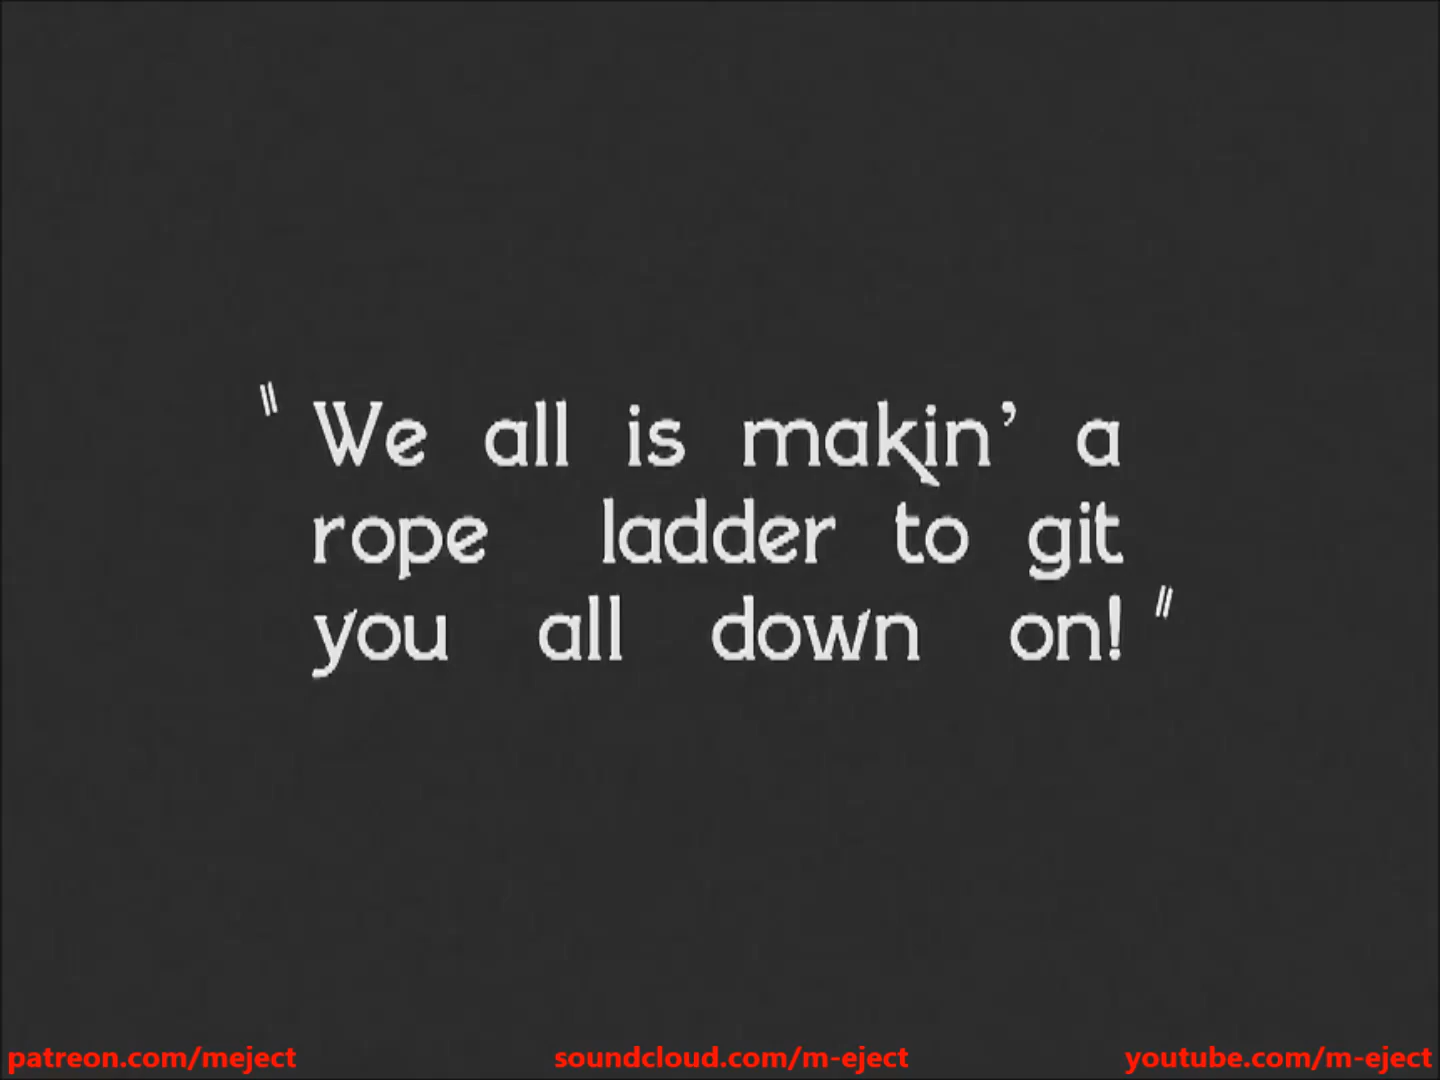 "We all is makin' a
rope ladder to git
you all down on!"
patreon.com/meject soundcloud.com/m-eject youtube.com/m-eject